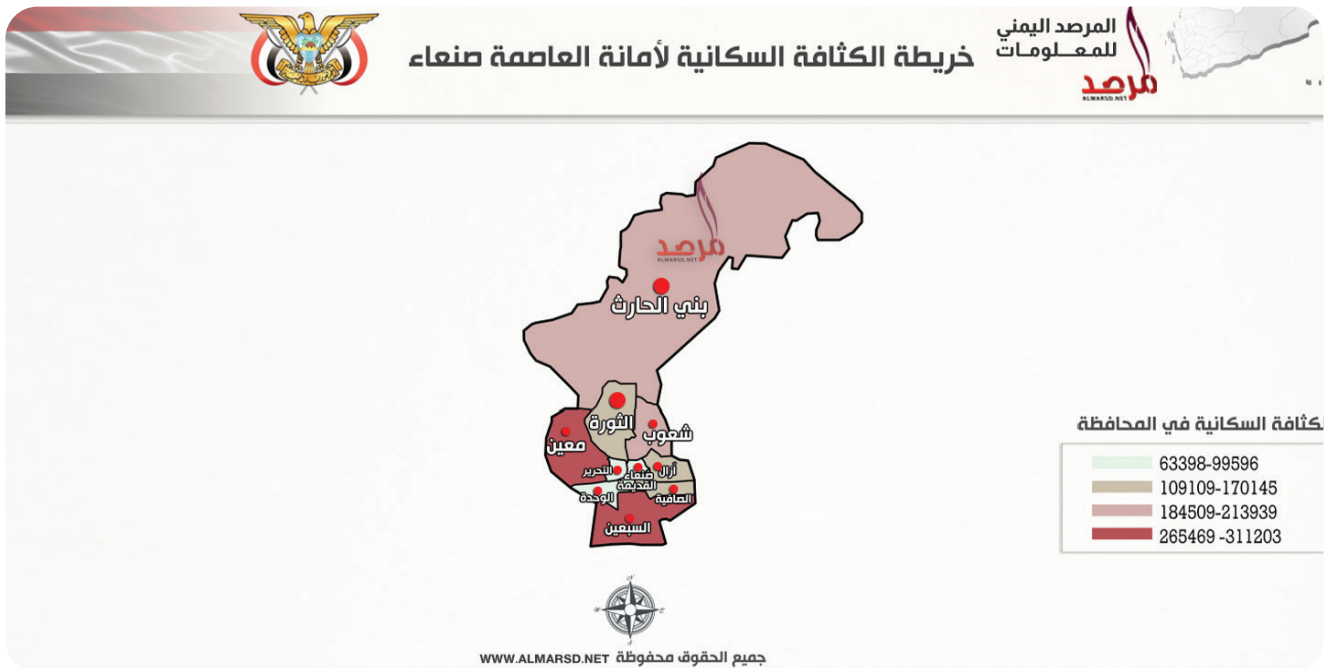 المرصد اليمني
للمعـــلومـات
مرصد
ALMARSD.NET
خريطة الكثافة السكانية لأمانة العاصمة صنعاء
مرصد
ALMARSD.NET
بني الحارث
الثورة
شعوب
معين
التحرير
صنعاء
القديمة
أزال
الوحدة
الصافية
السبعين
لكثافة السكانية في المحافظة
63398-99596
109109-170145
184509-213939
265469 -311203
جميع الحقوق محفوظة WWW.ALMARSD.NET